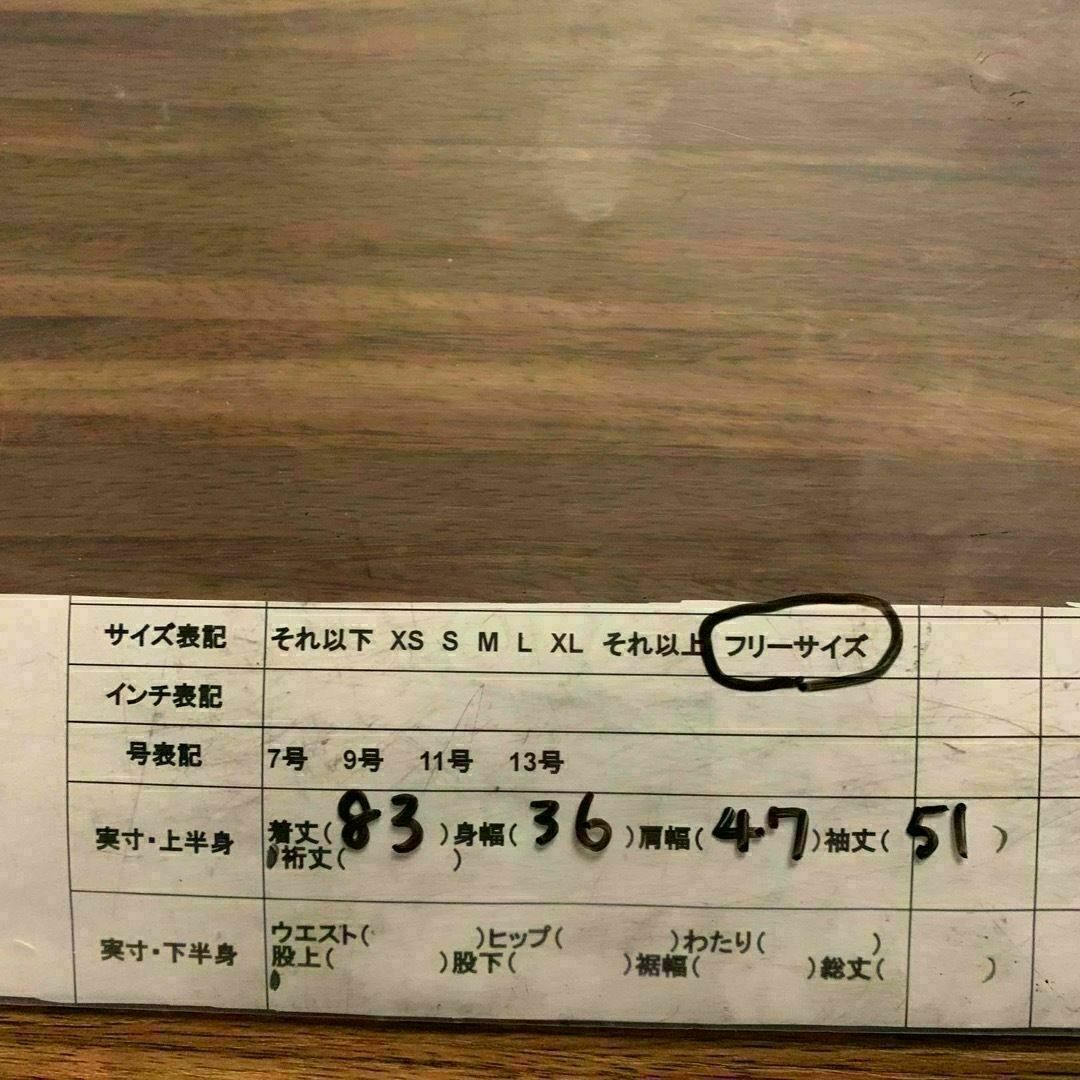 サイズ表記 それ以下 XS S M L XL それ以上 フリーサイズ
インチ表記
号表記 7号 9号 11号 13号
実寸・上半身 着丈(83)身幅(36)肩幅(47)袖丈(51)
裄丈( )
実寸・下半身 ウエスト( )ヒップ( )わたり( )
股上( )股下( )裾幅( )総丈( )